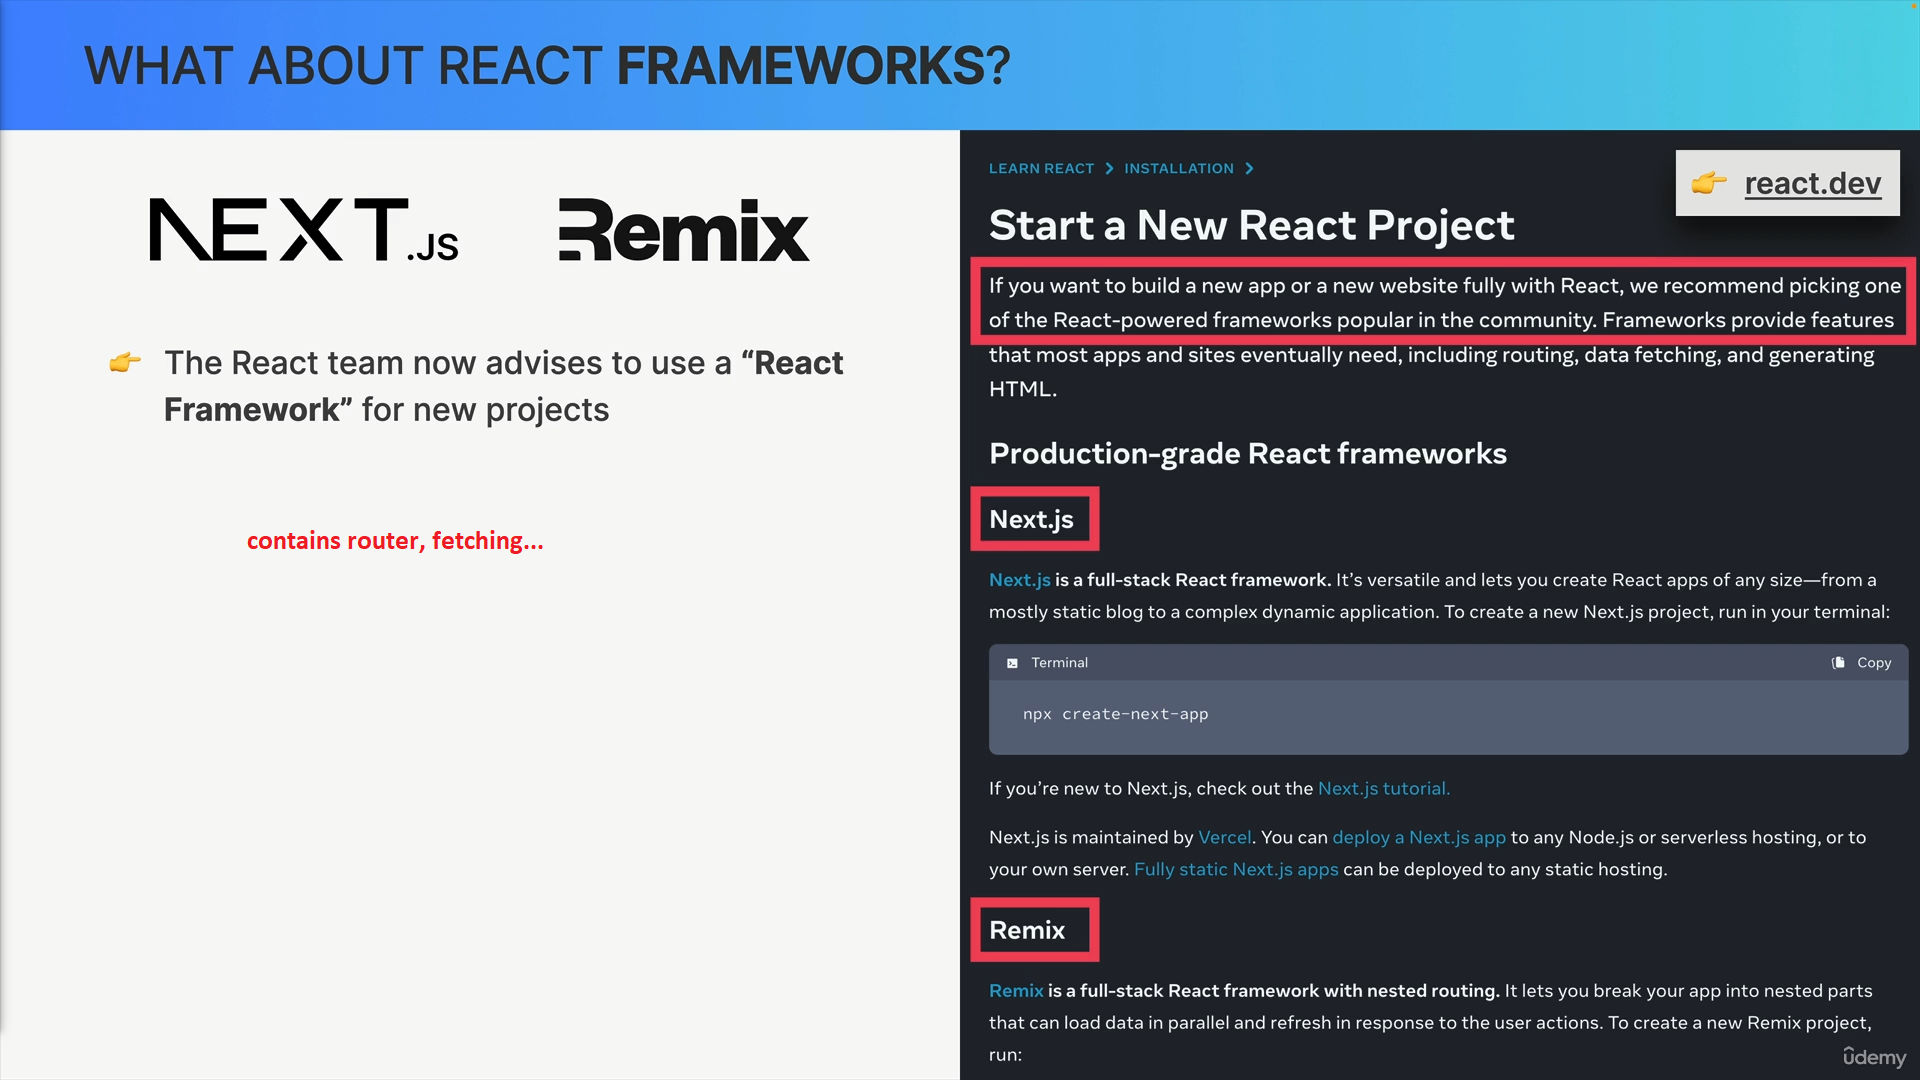 WHAT ABOUT REACT FRAMEWORKS?
NEXT.JS
Remix
The React team now advises to use a “React
Framework” for new projects
contains router, fetching...
LEARN REACT > INSTALLATION >
react.dev
Start a New React Project
If you want to build a new app or a new website fully with React, we recommend picking one
of the React-powered frameworks popular in the community. Frameworks provide features
that most apps and sites eventually need, including routing, data fetching, and generating
HTML.
Production-grade React frameworks
Next.js
Next.js is a full-stack React framework. It’s versatile and lets you create React apps of any size—from a
mostly static blog to a complex dynamic application. To create a new Next.js project, run in your terminal:
Terminal
Copy
npx create-next-app
If you’re new to Next.js, check out the Next.js tutorial.
Next.js is maintained by Vercel. You can deploy a Next.js app to any Node.js or serverless hosting, or to
your own server. Fully static Next.js apps can be deployed to any static hosting.
Remix
Remix is a full-stack React framework with nested routing. It lets you break your app into nested parts
that can load data in parallel and refresh in response to the user actions. To create a new Remix project,
run:
ûdemy